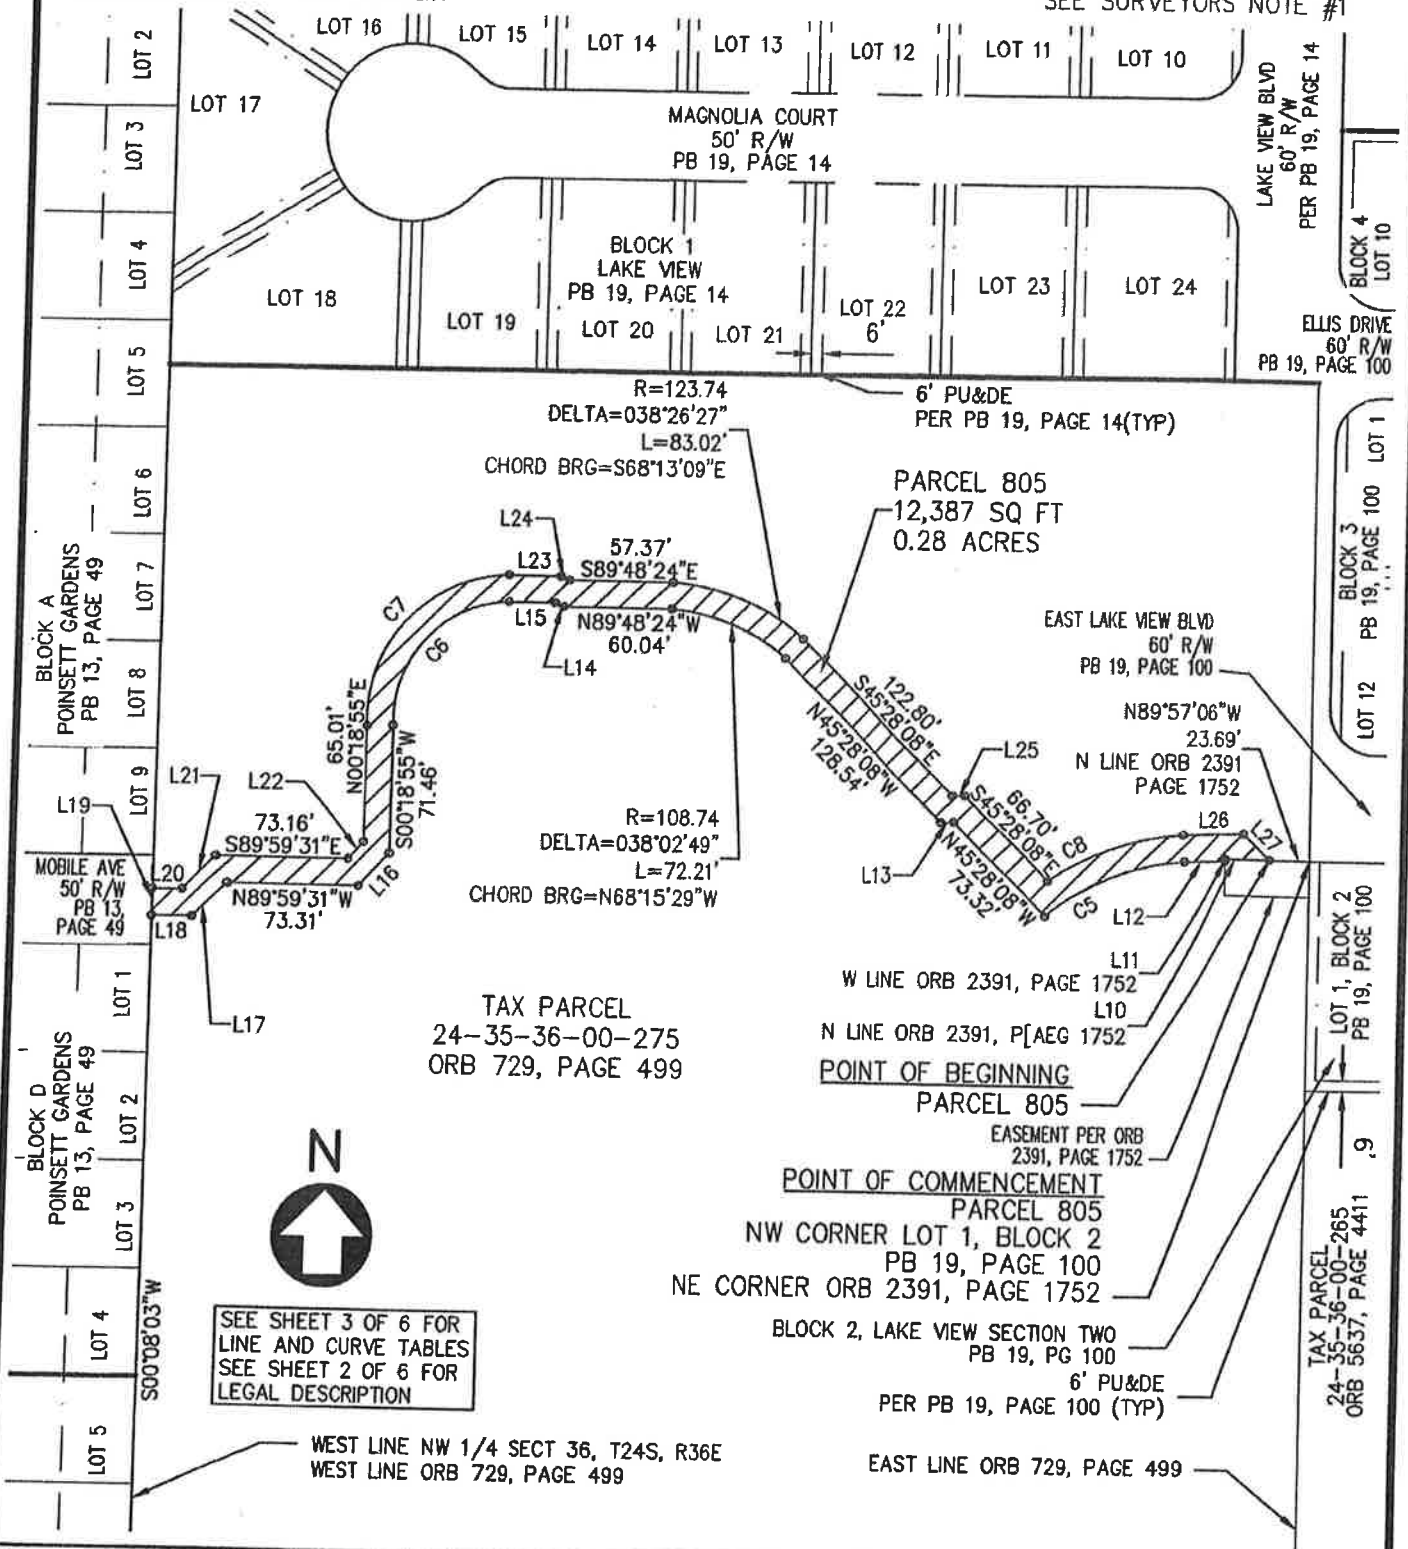 SEE SURVEYORS NOTE #1
LOT 2
LOT 16
LOT 15
LOT 14
LOT 13
LOT 12
LOT 11
LOT 10
LOT 17
LOT 3
MAGNOLIA COURT
50' R/W
PB 19, PAGE 14
LAKE VIEW BLVD
60' R/W
PER PB 19, PAGE 14
BLOCK 4
LOT 10
LOT 4
BLOCK 1
LAKE VIEW
PB 19, PAGE 14
LOT 18
LOT 19
LOT 20
LOT 21
LOT 22
6'
LOT 23
LOT 24
ELLIS DRIVE
60' R/W
PB 19, PAGE 100
LOT 5
6' PU&DE
PER PB 19, PAGE 14(TYP)
R=123.74
DELTA=038°26'27"
L=83.02'
CHORD BRG=S68°13'09"E
PARCEL 805
12,387 SQ FT
0.28 ACRES
LOT 1
BLOCK 3
PB 19, PAGE 100
LOT 12
LOT 6
BLOCK A
POINSETT GARDENS
PB 13, PAGE 49
LOT 7
LOT 8
LOT 9
L24
L23
57.37'
S89°48'24"E
L15
N89°48'24"W
60.04'
L14
C7
C6
65.01'
N00°18'55"E
S00°18'55"W
71.46'
122.80'
S45°28'08"E
N45°28'08"W
128.54'
L25
66.70'
S45°28'08"E
N45°28'08"W
73.32'
L13
EAST LAKE VIEW BLVD
60' R/W
PB 19, PAGE 100
N89°57'06"W
23.69'
N LINE ORB 2391
PAGE 1752
C8
C5
L26
L27
L12
L21
L22
L19
73.16'
S89°59'31"E
L20
N89°59'31"W
73.31'
L16
L18
L17
MOBILE AVE
50' R/W
PB 13,
PAGE 49
R=108.74
DELTA=038°02'49"
L=72.21'
CHORD BRG=N68°15'29"W
L11
W LINE ORB 2391, PAGE 1752
L10
N LINE ORB 2391, P[AEG 1752
POINT OF BEGINNING
PARCEL 805
EASEMENT PER ORB
2391, PAGE 1752
POINT OF COMMENCEMENT
PARCEL 805
NW CORNER LOT 1, BLOCK 2
PB 19, PAGE 100
NE CORNER ORB 2391, PAGE 1752
LOT 1, BLOCK 2
PB 19, PAGE 100
TAX PARCEL
24-35-36-00-275
ORB 729, PAGE 499
LOT 1
BLOCK D
POINSETT GARDENS
PB 13, PAGE 49
LOT 2
LOT 3
LOT 4
LOT 5
N
S00°08'03"W
SEE SHEET 3 OF 6 FOR
LINE AND CURVE TABLES
SEE SHEET 2 OF 6 FOR
LEGAL DESCRIPTION
BLOCK 2, LAKE VIEW SECTION TWO
PB 19, PG 100
6' PU&DE
PER PB 19, PAGE 100 (TYP)
6'
TAX PARCEL
24-35-36-00-265
ORB 5637, PAGE 4411
WEST LINE NW 1/4 SECT 36, T24S, R36E
WEST LINE ORB 729, PAGE 499
EAST LINE ORB 729, PAGE 499